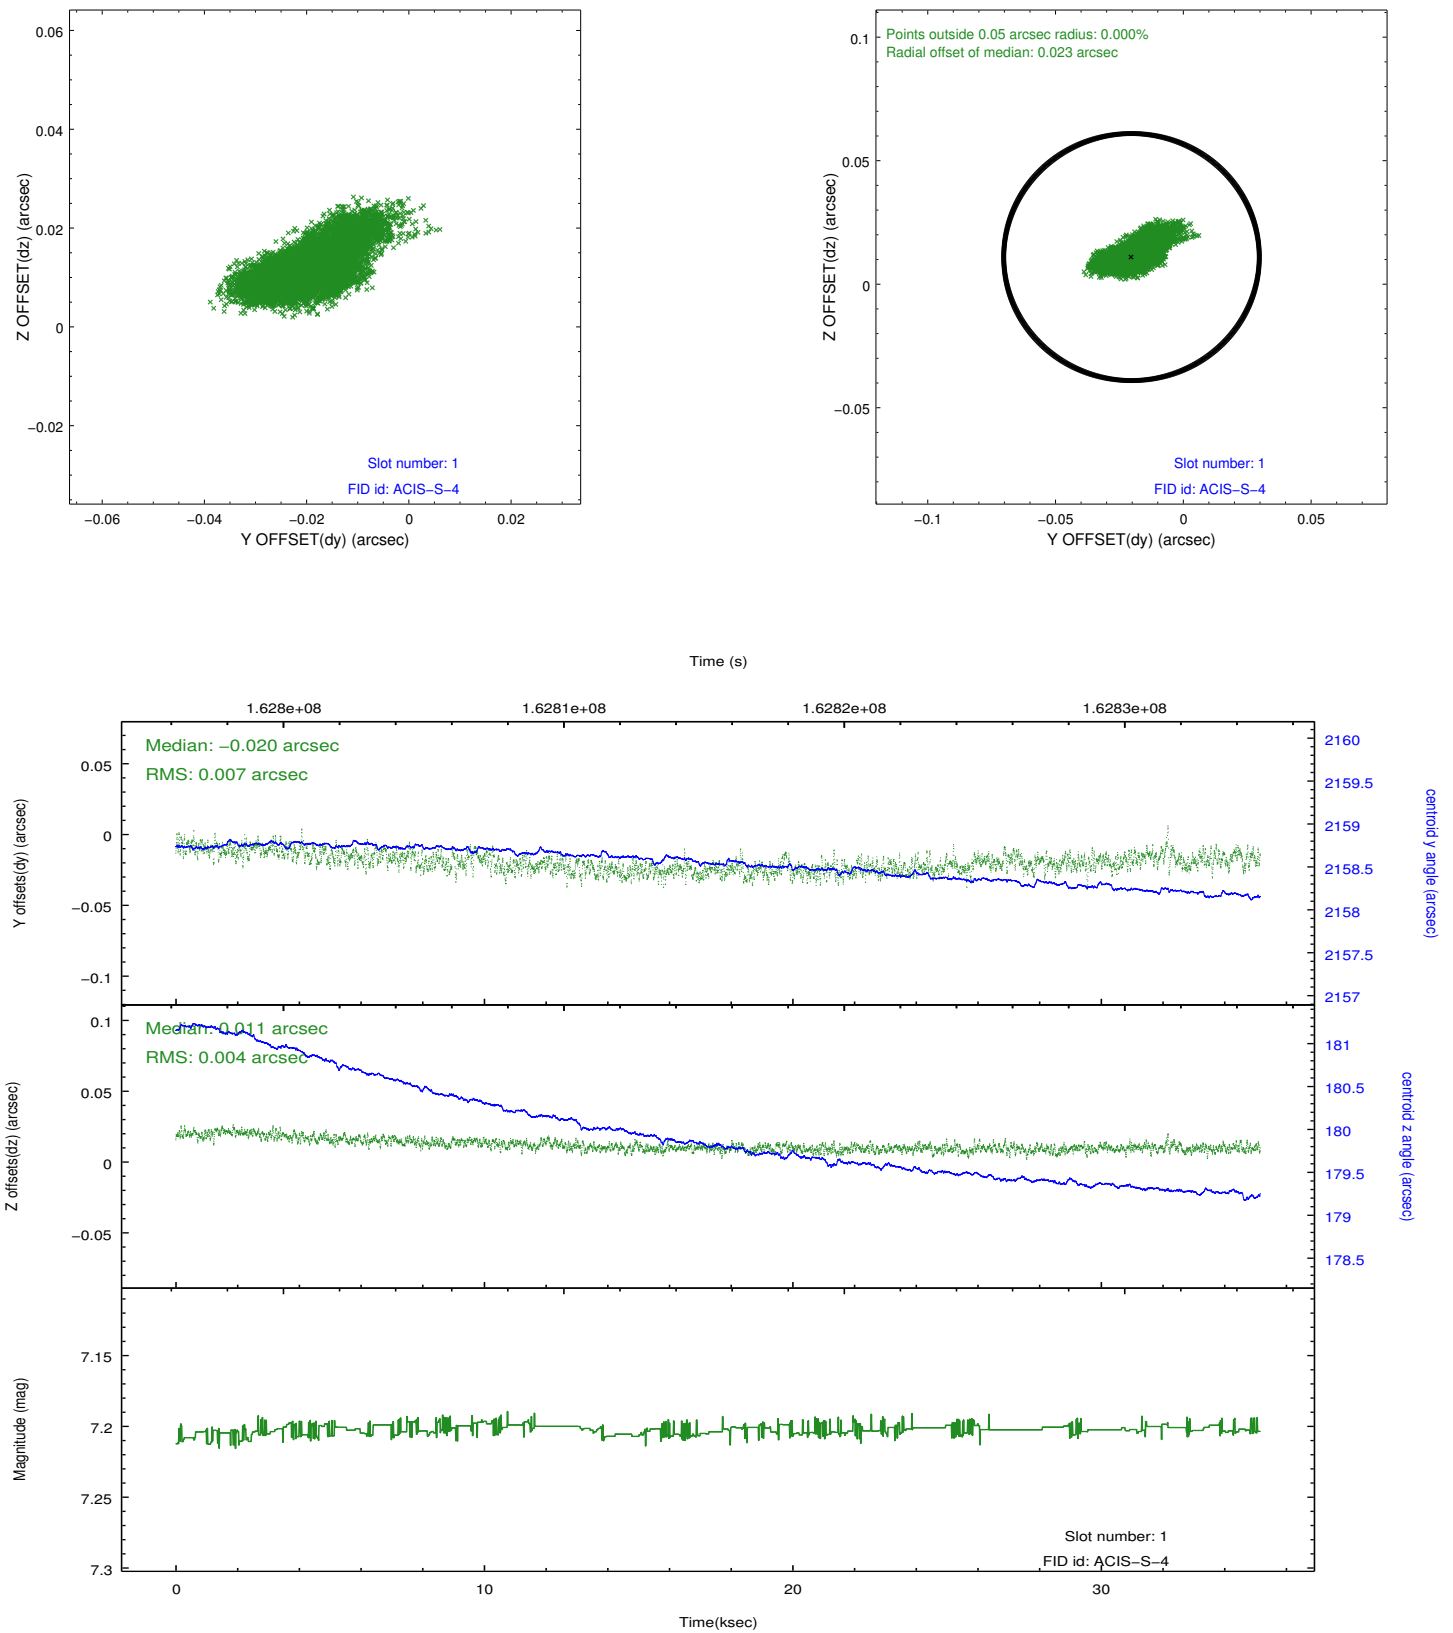 0.06
0.04
0.02
0
−0.02
Z OFFSET(dz) (arcsec)
Slot number: 1
FID id: ACIS−S−4
−0.06
−0.04
−0.02
0
0.02
Y OFFSET(dy) (arcsec)
Points outside 0.05 arcsec radius: 0.000%
Radial offset of median: 0.023 arcsec
0.1
0.05
0
−0.05
Z OFFSET(dz) (arcsec)
Slot number: 1
FID id: ACIS−S−4
−0.1
−0.05
0
0.05
Y OFFSET(dy) (arcsec)
Time (s)
1.628e+08
1.6281e+08
1.6282e+08
1.6283e+08
Median: −0.020 arcsec
RMS: 0.007 arcsec
0.05
0
−0.05
−0.1
Y offsets(dy) (arcsec)
2160
2159.5
2159
2158.5
2158
2157.5
2157
centroid y angle (arcsec)
Median: 0.011 arcsec
RMS: 0.004 arcsec
0.1
0.05
0
−0.05
Z offsets(dz) (arcsec)
181
180.5
180
179.5
179
178.5
centroid z angle (arcsec)
7.15
7.2
7.25
7.3
Magnitude (mag)
Slot number: 1
FID id: ACIS−S−4
0
10
20
30
Time(ksec)